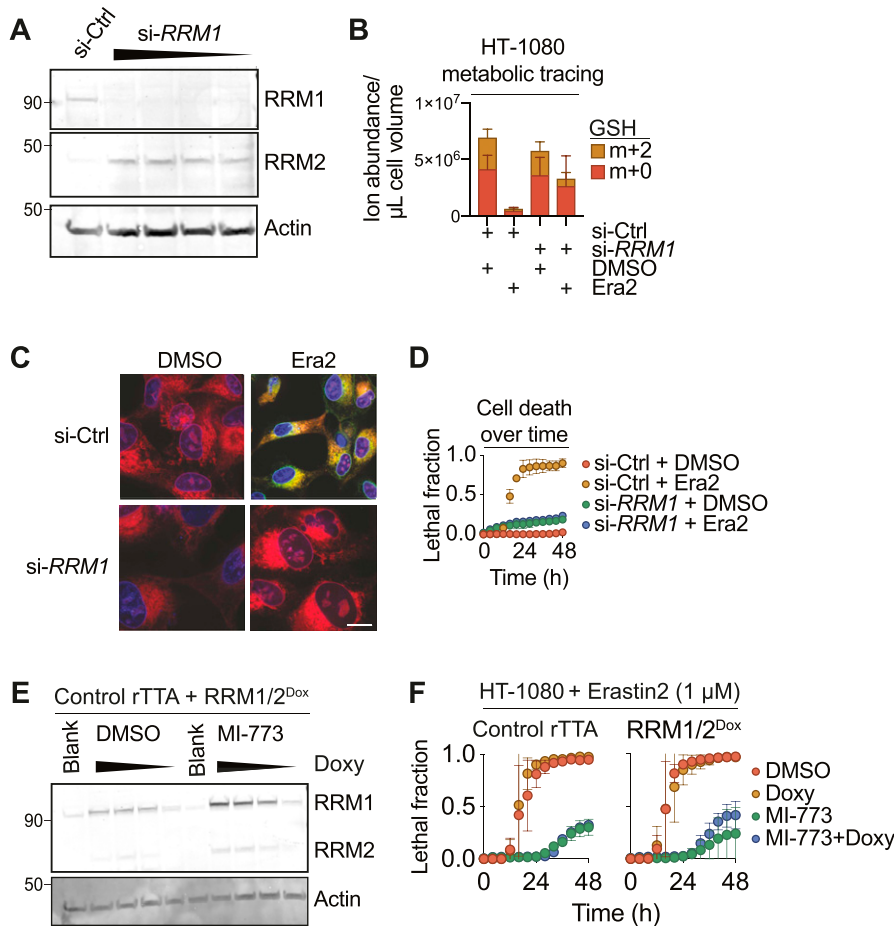 A
si-Ctrl
si-RRM1
90
RRM1
50
RRM2
50
Actin
B
HT-1080
metabolic tracing
Ion abundance/
µL cell volume
1×10⁷
5×10⁶
0
GSH
m+2
m+0
+ + si-Ctrl
+ + si-RRM1
+ + DMSO
+ + Era2
C
DMSO Era2
si-Ctrl
si-RRM1
D
Cell death
over time
Lethal fraction
1.0
0.5
0.0
0 24 48
Time (h)
si-Ctrl + DMSO
si-Ctrl + Era2
si-RRM1 + DMSO
si-RRM1 + Era2
E
Control rTTA + RRM1/2ᴰᵒˣ
Blank DMSO Blank MI-773
Doxy
90
RRM1
RRM2
50
Actin
F
HT-1080 + Erastin2 (1 µM)
Control rTTA RRM1/2ᴰᵒˣ
Lethal fraction
1.0
0.5
0.0
0 24 48 0 24 48
Time (h)
DMSO
Doxy
MI-773
MI-773+Doxy